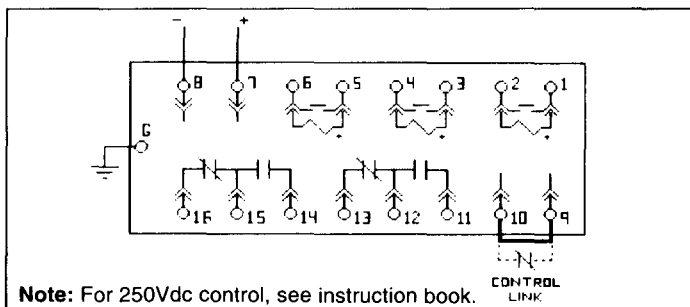 - +
8 7 6 5 4 3 2 1
G
+ + +
16 15 14 13 12 11 10 9
CONTROL
LINK
Note: For 250Vdc control, see instruction book.